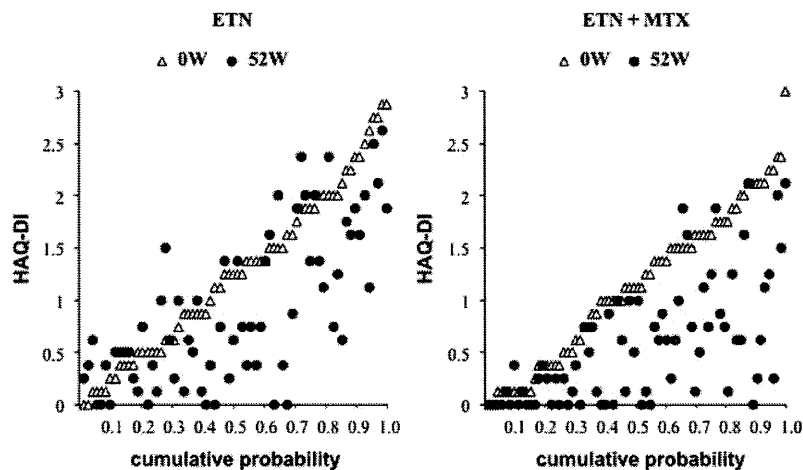 ETN
△ 0W ● 52W
HAQ-DI
3
2.5
2
1.5
1
0.5
0
0.1 0.2 0.3 0.4 0.5 0.6 0.7 0.8 0.9 1.0
cumulative probability
ETN + MTX
△ 0W ● 52W
HAQ-DI
3
2.5
2
1.5
1
0.5
0
0.1 0.2 0.3 0.4 0.5 0.6 0.7 0.8 0.9 1.0
cumulative probability